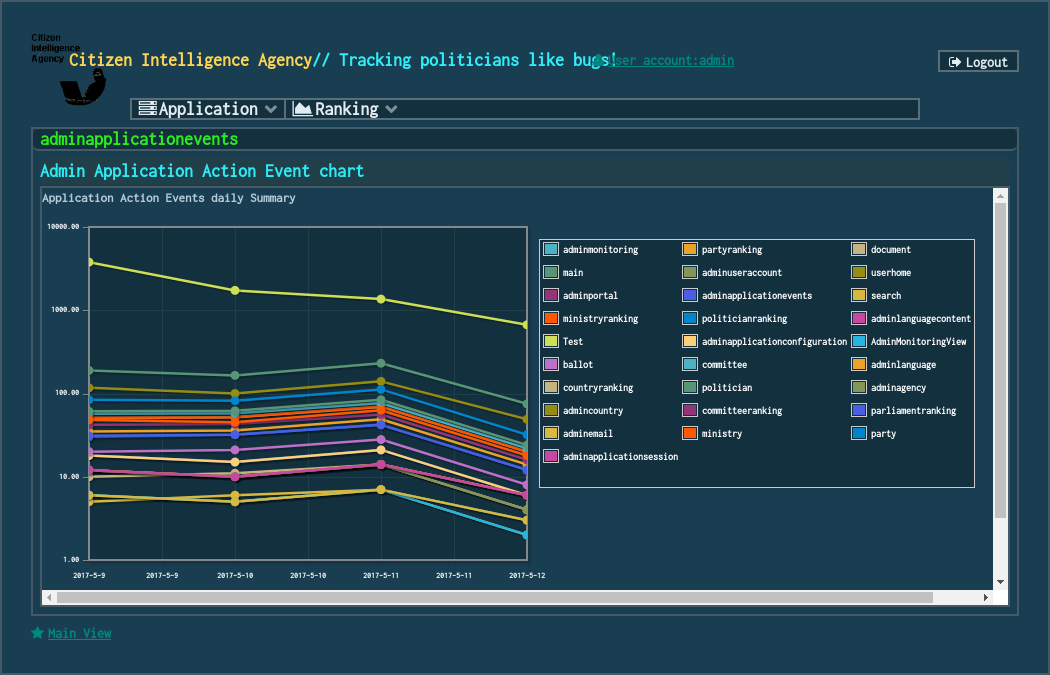 Citizen
Intelligence
Agency
Citizen Intelligence Agency// Tracking politicians like bugs!
User account:admin
Logout
Application
Ranking
adminapplicationevents
Admin Application Action Event chart
Application Action Events daily Summary
10000.00
1000.00
100.00
10.00
1.00
2017-5-9 2017-5-9 2017-5-10 2017-5-10 2017-5-11 2017-5-11 2017-5-12
adminmonitoring partyranking document
main adminuseraccount userhome
adminportal adminapplicationevents search
ministryranking politicianranking adminlanguagecontent
Test adminapplicationconfiguration AdminMonitoringView
ballot committee adminlanguage
countryranking politician adminagency
admincountry committeeranking parliamentranking
adminemail ministry party
adminapplicationsession
Main View